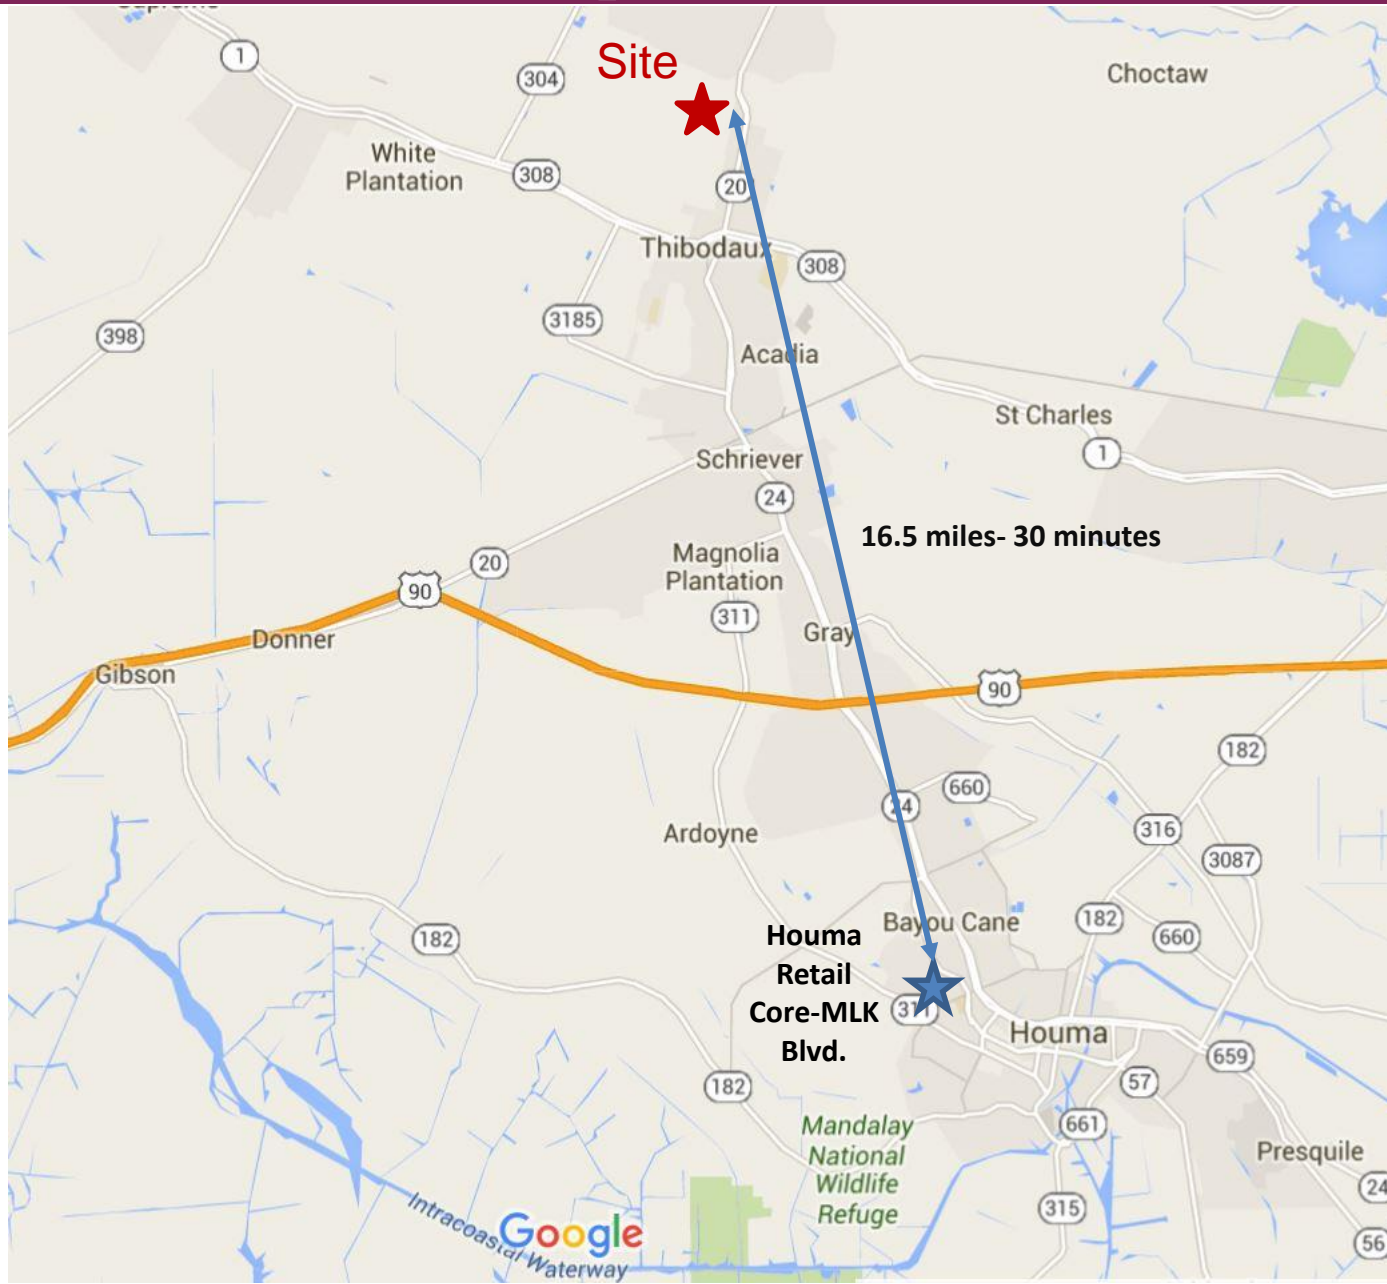 Supreme
1
304
Site
Choctaw
White
Plantation
308
20
Thibodaux
308
398
3185
Acadia
St Charles
1
Schriever
24
16.5 miles- 30 minutes
Magnolia
Plantation
20
90
311
Gray
Donner
Gibson
90
182
24
660
Ardoyne
316
3087
Bayou Cane
182
660
182
Houma
Retail
Core-MLK
Blvd.
311
Houma
659
57
182
661
Mandalay
National
Wildlife
Refuge
Presquile
24
315
56
Intracoastal Waterway
Google